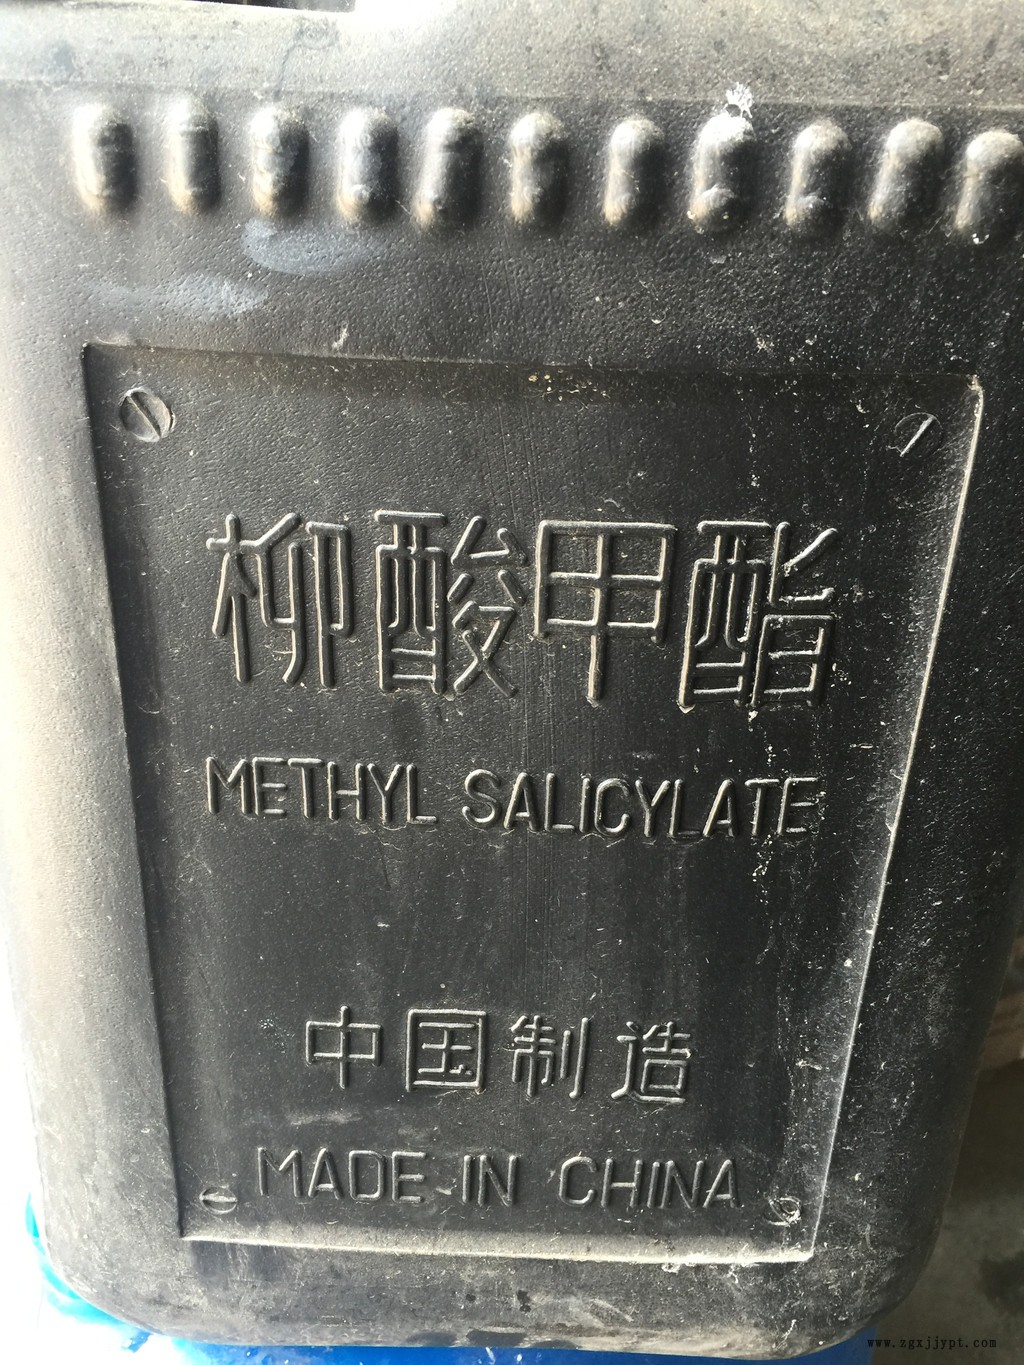 柳酸甲酯
METHYL SALICYLATE
中国制造
MADE IN CHINA
www.zgxjjypt.com